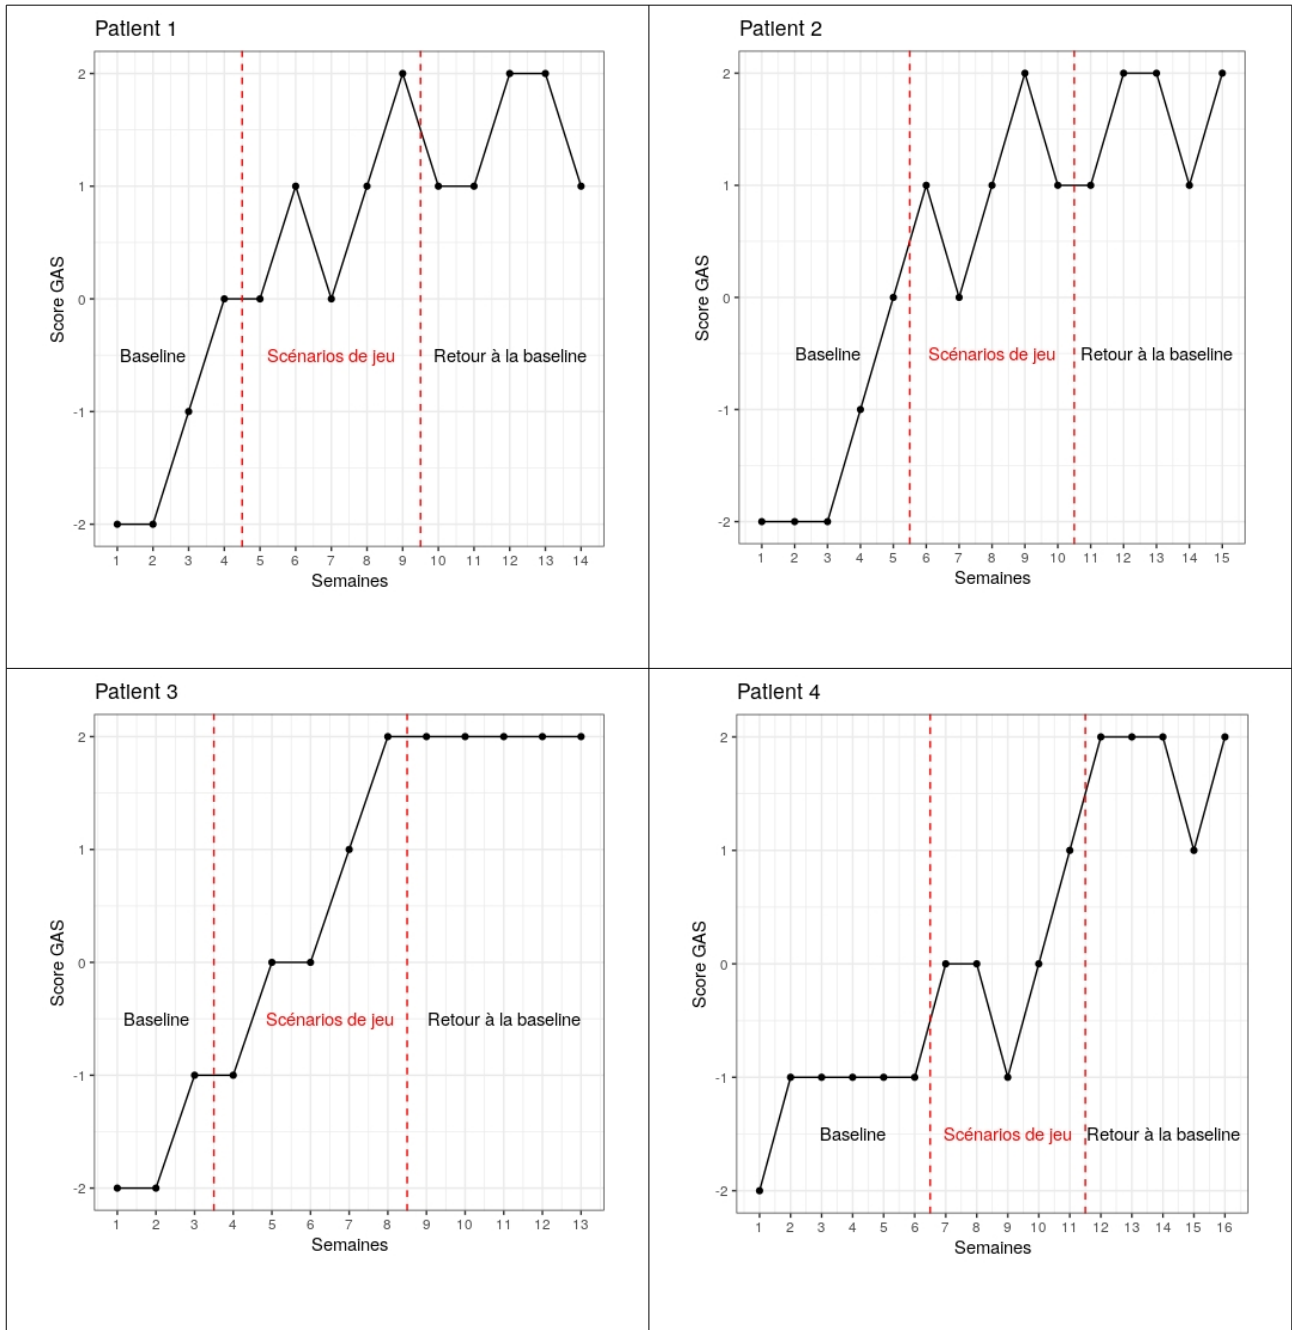 Patient 1
2
1
0
-1
-2
Score GAS
Baseline
Scénarios de jeu
Retour à la baseline
1 2 3 4 5 6 7 8 9 10 11 12 13 14
Semaines
Patient 2
2
1
0
-1
-2
Score GAS
Baseline
Scénarios de jeu
Retour à la baseline
1 2 3 4 5 6 7 8 9 10 11 12 13 14 15
Semaines
Patient 3
2
1
0
-1
-2
Score GAS
Baseline
Scénarios de jeu
Retour à la baseline
1 2 3 4 5 6 7 8 9 10 11 12 13
Semaines
Patient 4
2
1
0
-1
-2
Score GAS
Baseline
Scénarios de jeu
Retour à la baseline
1 2 3 4 5 6 7 8 9 10 11 12 13 14 15 16
Semaines